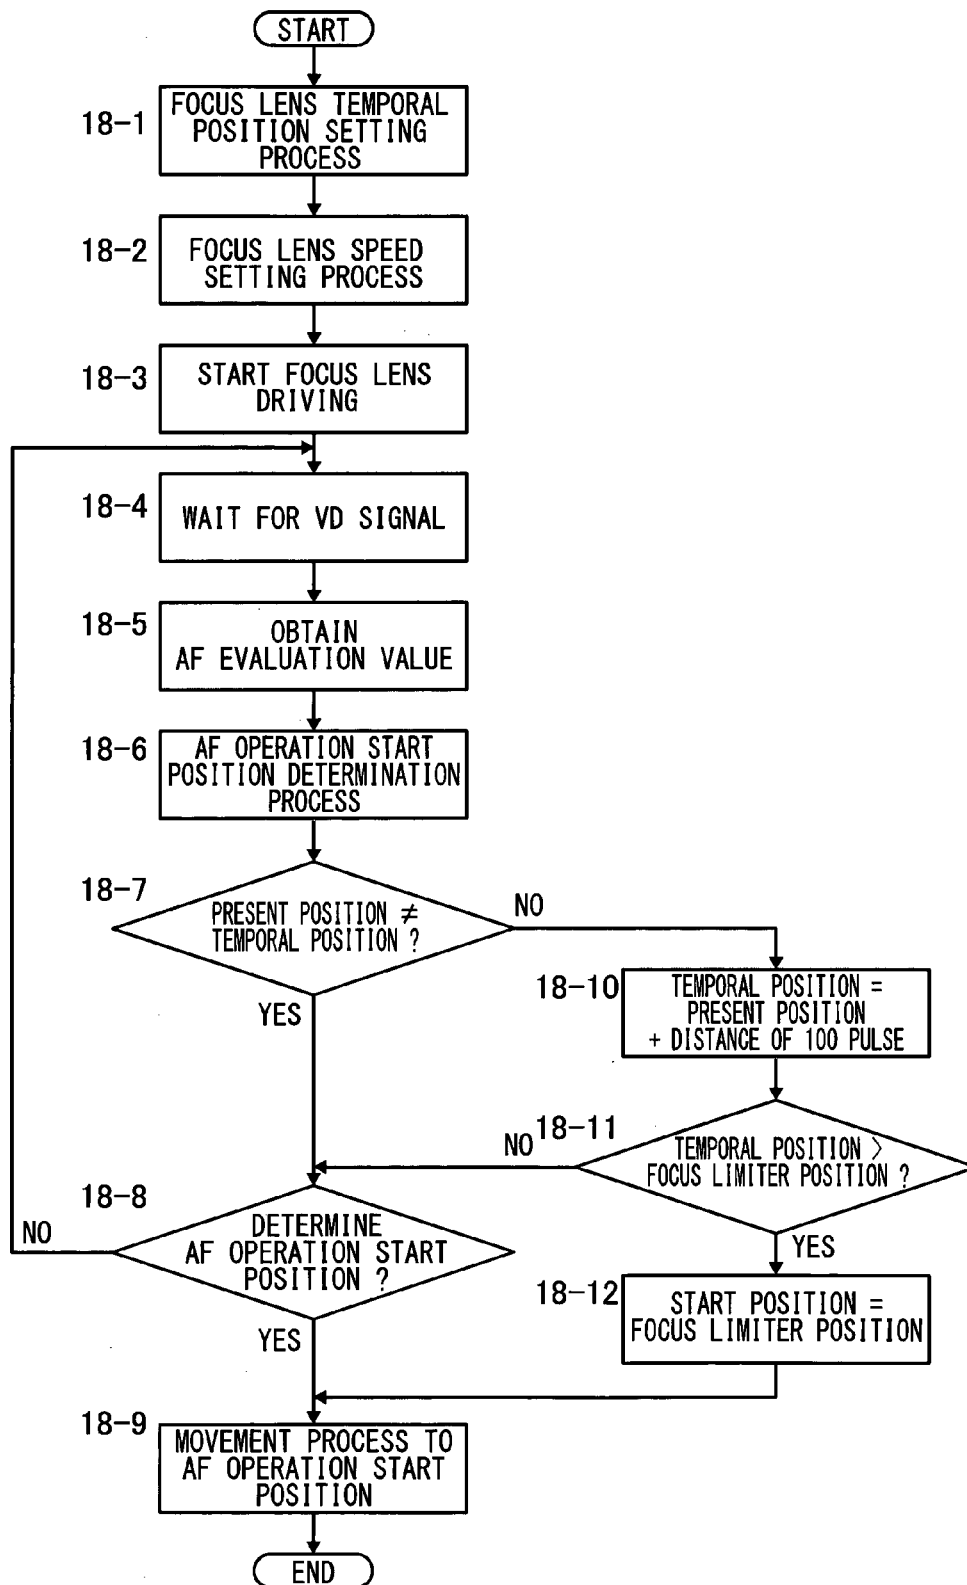 START
18-1
FOCUS LENS TEMPORAL
POSITION SETTING
PROCESS
18-2
FOCUS LENS SPEED
SETTING PROCESS
18-3
START FOCUS LENS
DRIVING
18-4
WAIT FOR VD SIGNAL
18-5
OBTAIN
AF EVALUATION VALUE
18-6
AF OPERATION START
POSITION DETERMINATION
PROCESS
18-7
PRESENT POSITION ≠
TEMPORAL POSITION ?
NO
YES
18-10
TEMPORAL POSITION =
PRESENT POSITION
+ DISTANCE OF 100 PULSE
18-11
TEMPORAL POSITION >
FOCUS LIMITER POSITION ?
NO
YES
18-8
DETERMINE
AF OPERATION START
POSITION ?
NO
YES
18-12
START POSITION =
FOCUS LIMITER POSITION
18-9
MOVEMENT PROCESS TO
AF OPERATION START
POSITION
END